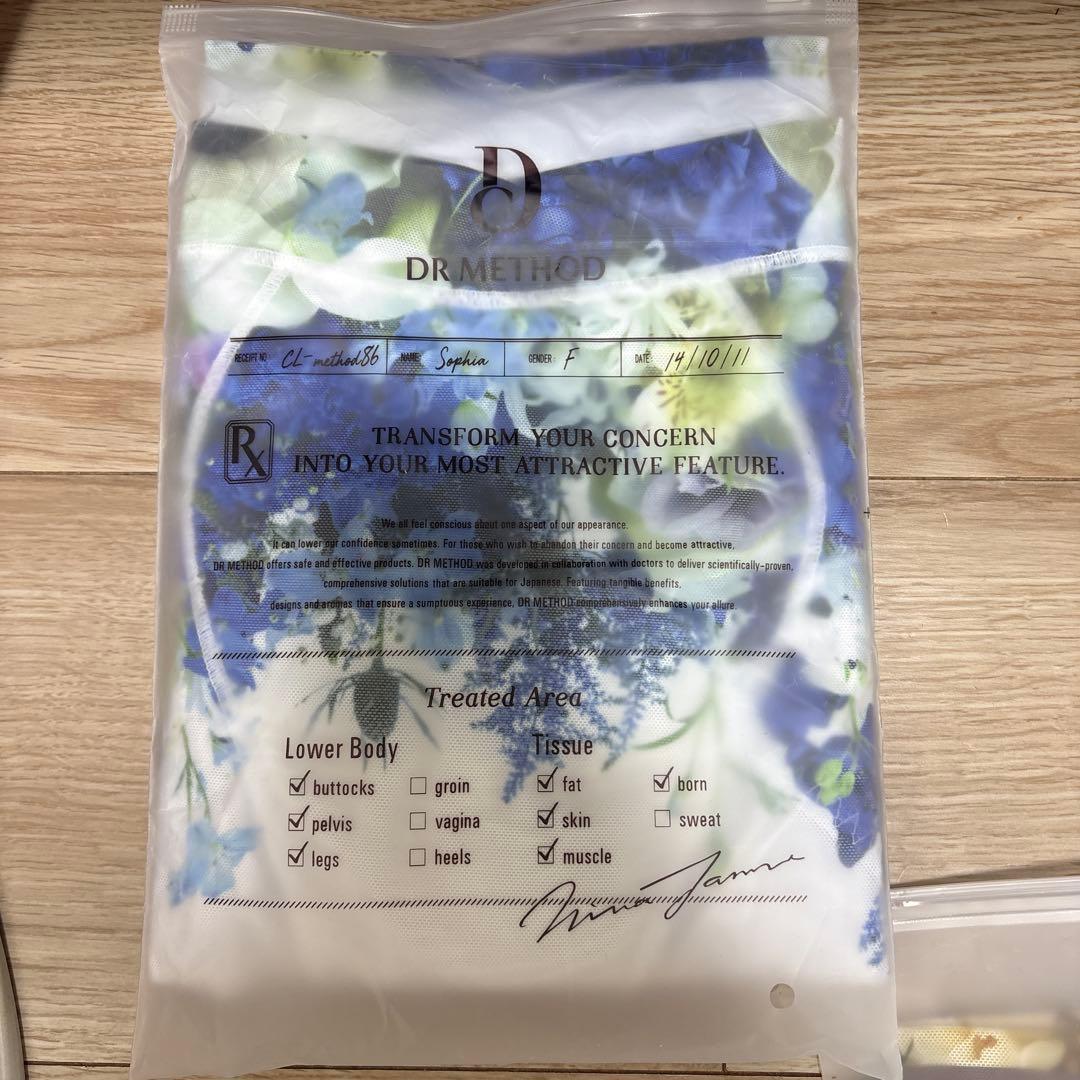 D
DR METHOD
RECEIPT NO CL-method86 NAME: Sophia GENDER: F DATE: 14/10/11
Rx
TRANSFORM YOUR CONCERN
INTO YOUR MOST ATTRACTIVE FEATURE.
We all feel conscious about one aspect of our appearance.
It can lower our confidence sometimes. For those who wish to abandon their concern and become attractive,
DR METHOD offers safe and effective products. DR METHOD was developed in collaboration with doctors to deliver scientifically-proven,
comprehensive solutions that are suitable for Japanese. Featuring tangible benefits,
designs and aromas that ensure a sumptuous experience, DR METHOD comprehensively enhances your allure.
Treated Area
Lower Body Tissue
buttocks groin fat born
pelvis vagina skin sweat
legs heels muscle